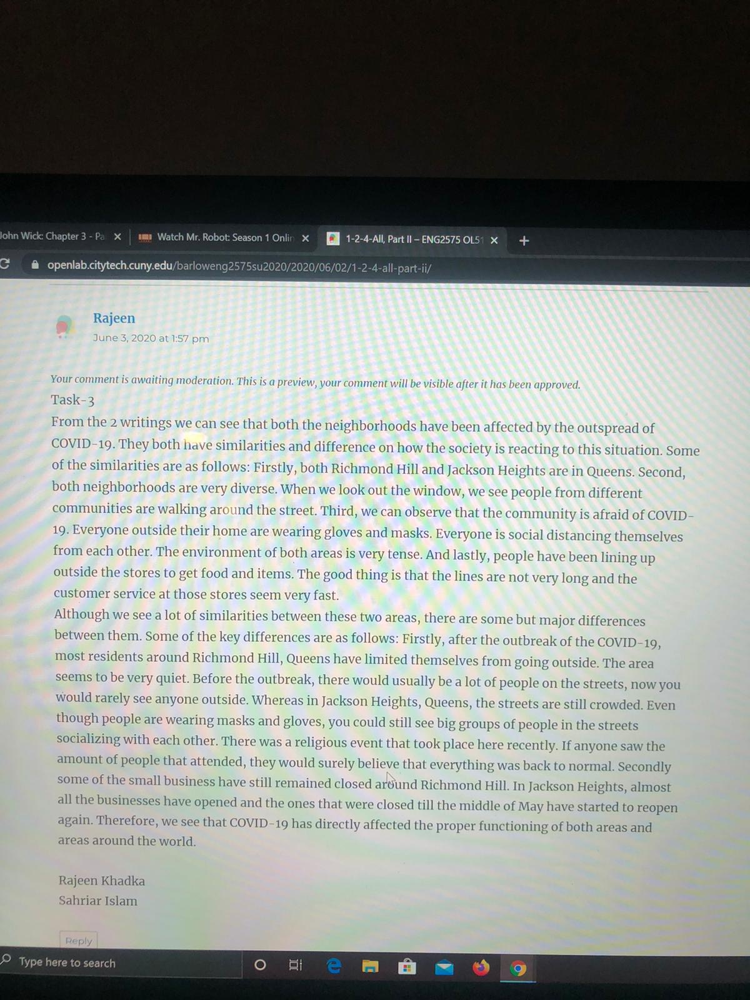 John Wick: Chapter 3 - Pa
Watch Mr. Robot: Season 1 Onlin
1-2-4-All, Part II – ENG2575 OL51
openlab.citytech.cuny.edu/barloweng2575su2020/2020/06/02/1-2-4-all-part-ii/
Rajeen
June 3, 2020 at 1:57 pm
Your comment is awaiting moderation. This is a preview, your comment will be visible after it has been approved.
Task-3
From the 2 writings we can see that both the neighborhoods have been affected by the outspread of
COVID-19. They both have similarities and difference on how the society is reacting to this situation. Some
of the similarities are as follows: Firstly, both Richmond Hill and Jackson Heights are in Queens. Second,
both neighborhoods are very diverse. When we look out the window, we see people from different
communities are walking around the street. Third, we can observe that the community is afraid of COVID-
19. Everyone outside their home are wearing gloves and masks. Everyone is social distancing themselves
from each other. The environment of both areas is very tense. And lastly, people have been lining up
outside the stores to get food and items. The good thing is that the lines are not very long and the
customer service at those stores seem very fast.
Although we see a lot of similarities between these two areas, there are some but major differences
between them. Some of the key differences are as follows: Firstly, after the outbreak of the COVID-19,
most residents around Richmond Hill, Queens have limited themselves from going outside. The area
seems to be very quiet. Before the outbreak, there would usually be a lot of people on the streets, now you
would rarely see anyone outside. Whereas in Jackson Heights, Queens, the streets are still crowded. Even
though people are wearing masks and gloves, you could still see big groups of people in the streets
socializing with each other. There was a religious event that took place here recently. If anyone saw the
amount of people that attended, they would surely believe that everything was back to normal. Secondly
some of the small business have still remained closed around Richmond Hill. In Jackson Heights, almost
all the businesses have opened and the ones that were closed till the middle of May have started to reopen
again. Therefore, we see that COVID-19 has directly affected the proper functioning of both areas and
areas around the world.
Rajeen Khadka
Sahriar Islam
Reply
Type here to search